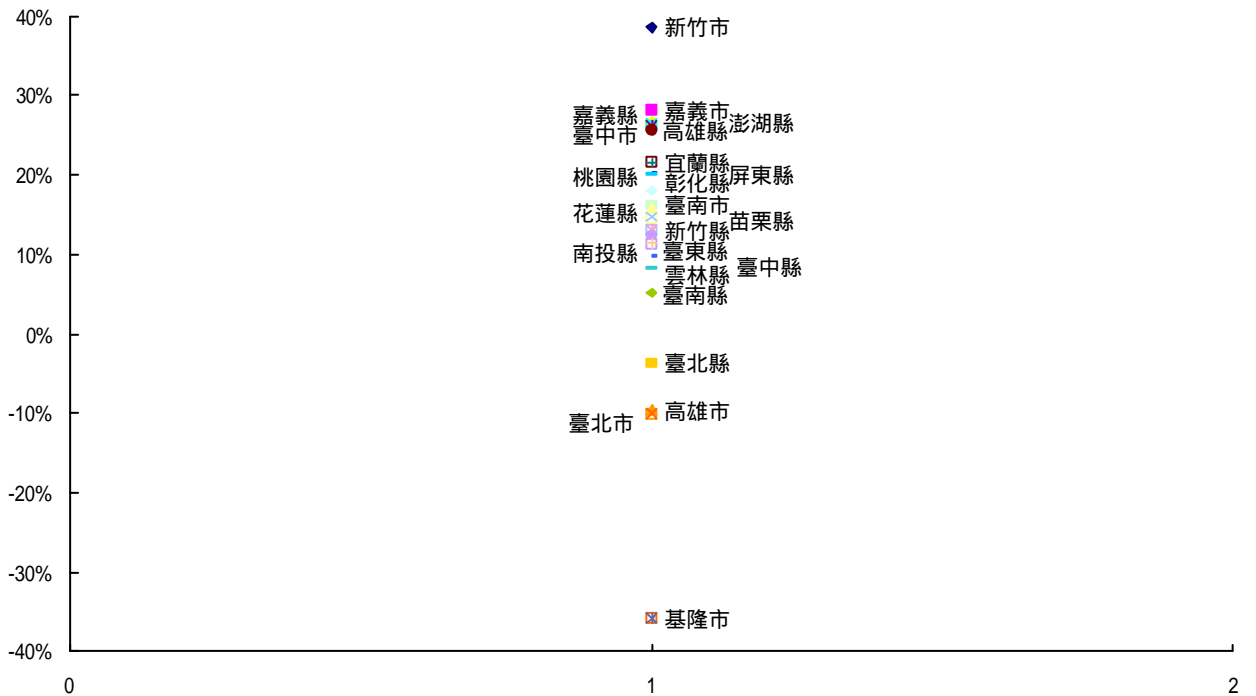 40%
新竹市
30%
嘉義縣
嘉義市
澎湖縣
臺中市
高雄縣
20%
宜蘭縣
桃園縣
彰化縣
屏東縣
花蓮縣
臺南市
苗栗縣
新竹縣
10%
南投縣
臺東縣
臺中縣
雲林縣
臺南縣
0%
臺北縣
-10%
高雄市
臺北市
-20%
-30%
基隆市
-40%
0
1
2